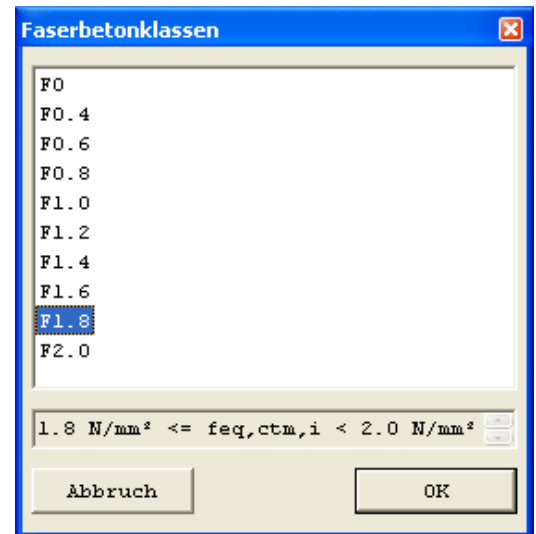 Faserbetonklassen
F0
F0.4
F0.6
F0.8
F1.0
F1.2
F1.4
F1.6
F1.8
F2.0
1.8 N/mm² <= feq,ctm,i < 2.0 N/mm²
Abbruch OK